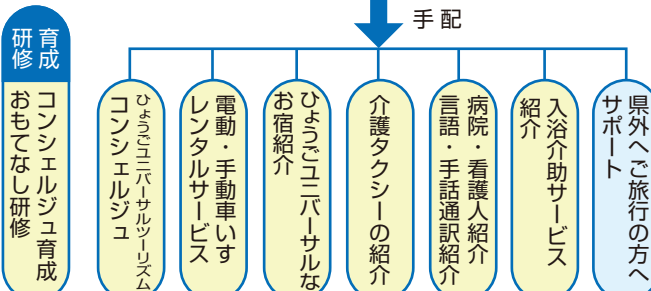 手配
育成
研修
コンシェルジュ育成
おもてなし研修
ひょうごユニバーサルツーリズム
コンシェルジュ
電動・手動車いす
レンタルサービス
ひょうごユニバーサルな
お宿紹介
介護タクシーの紹介
病院・看護人紹介
言語・手話通訳紹介
入浴介助サービス
紹介
県外へご旅行の方へ
サポート